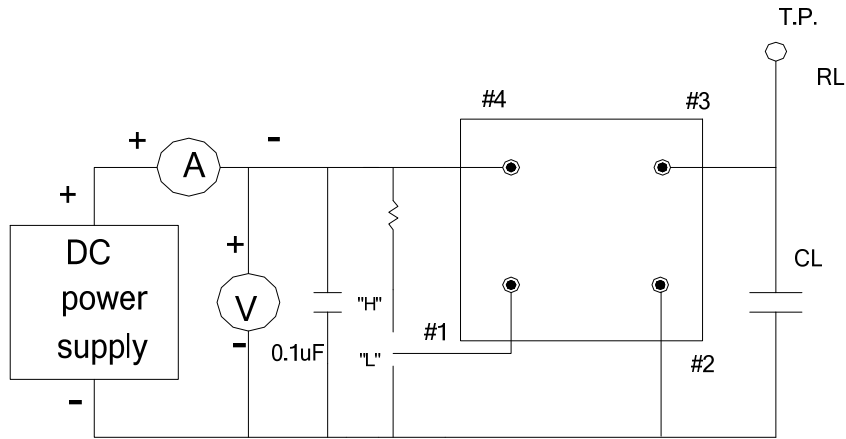 T.P.
RL
#4
#3
+
-
A
+
DC
power
supply
-
+
V
-
0.1uF
"H"
"L"
#1
#2
CL